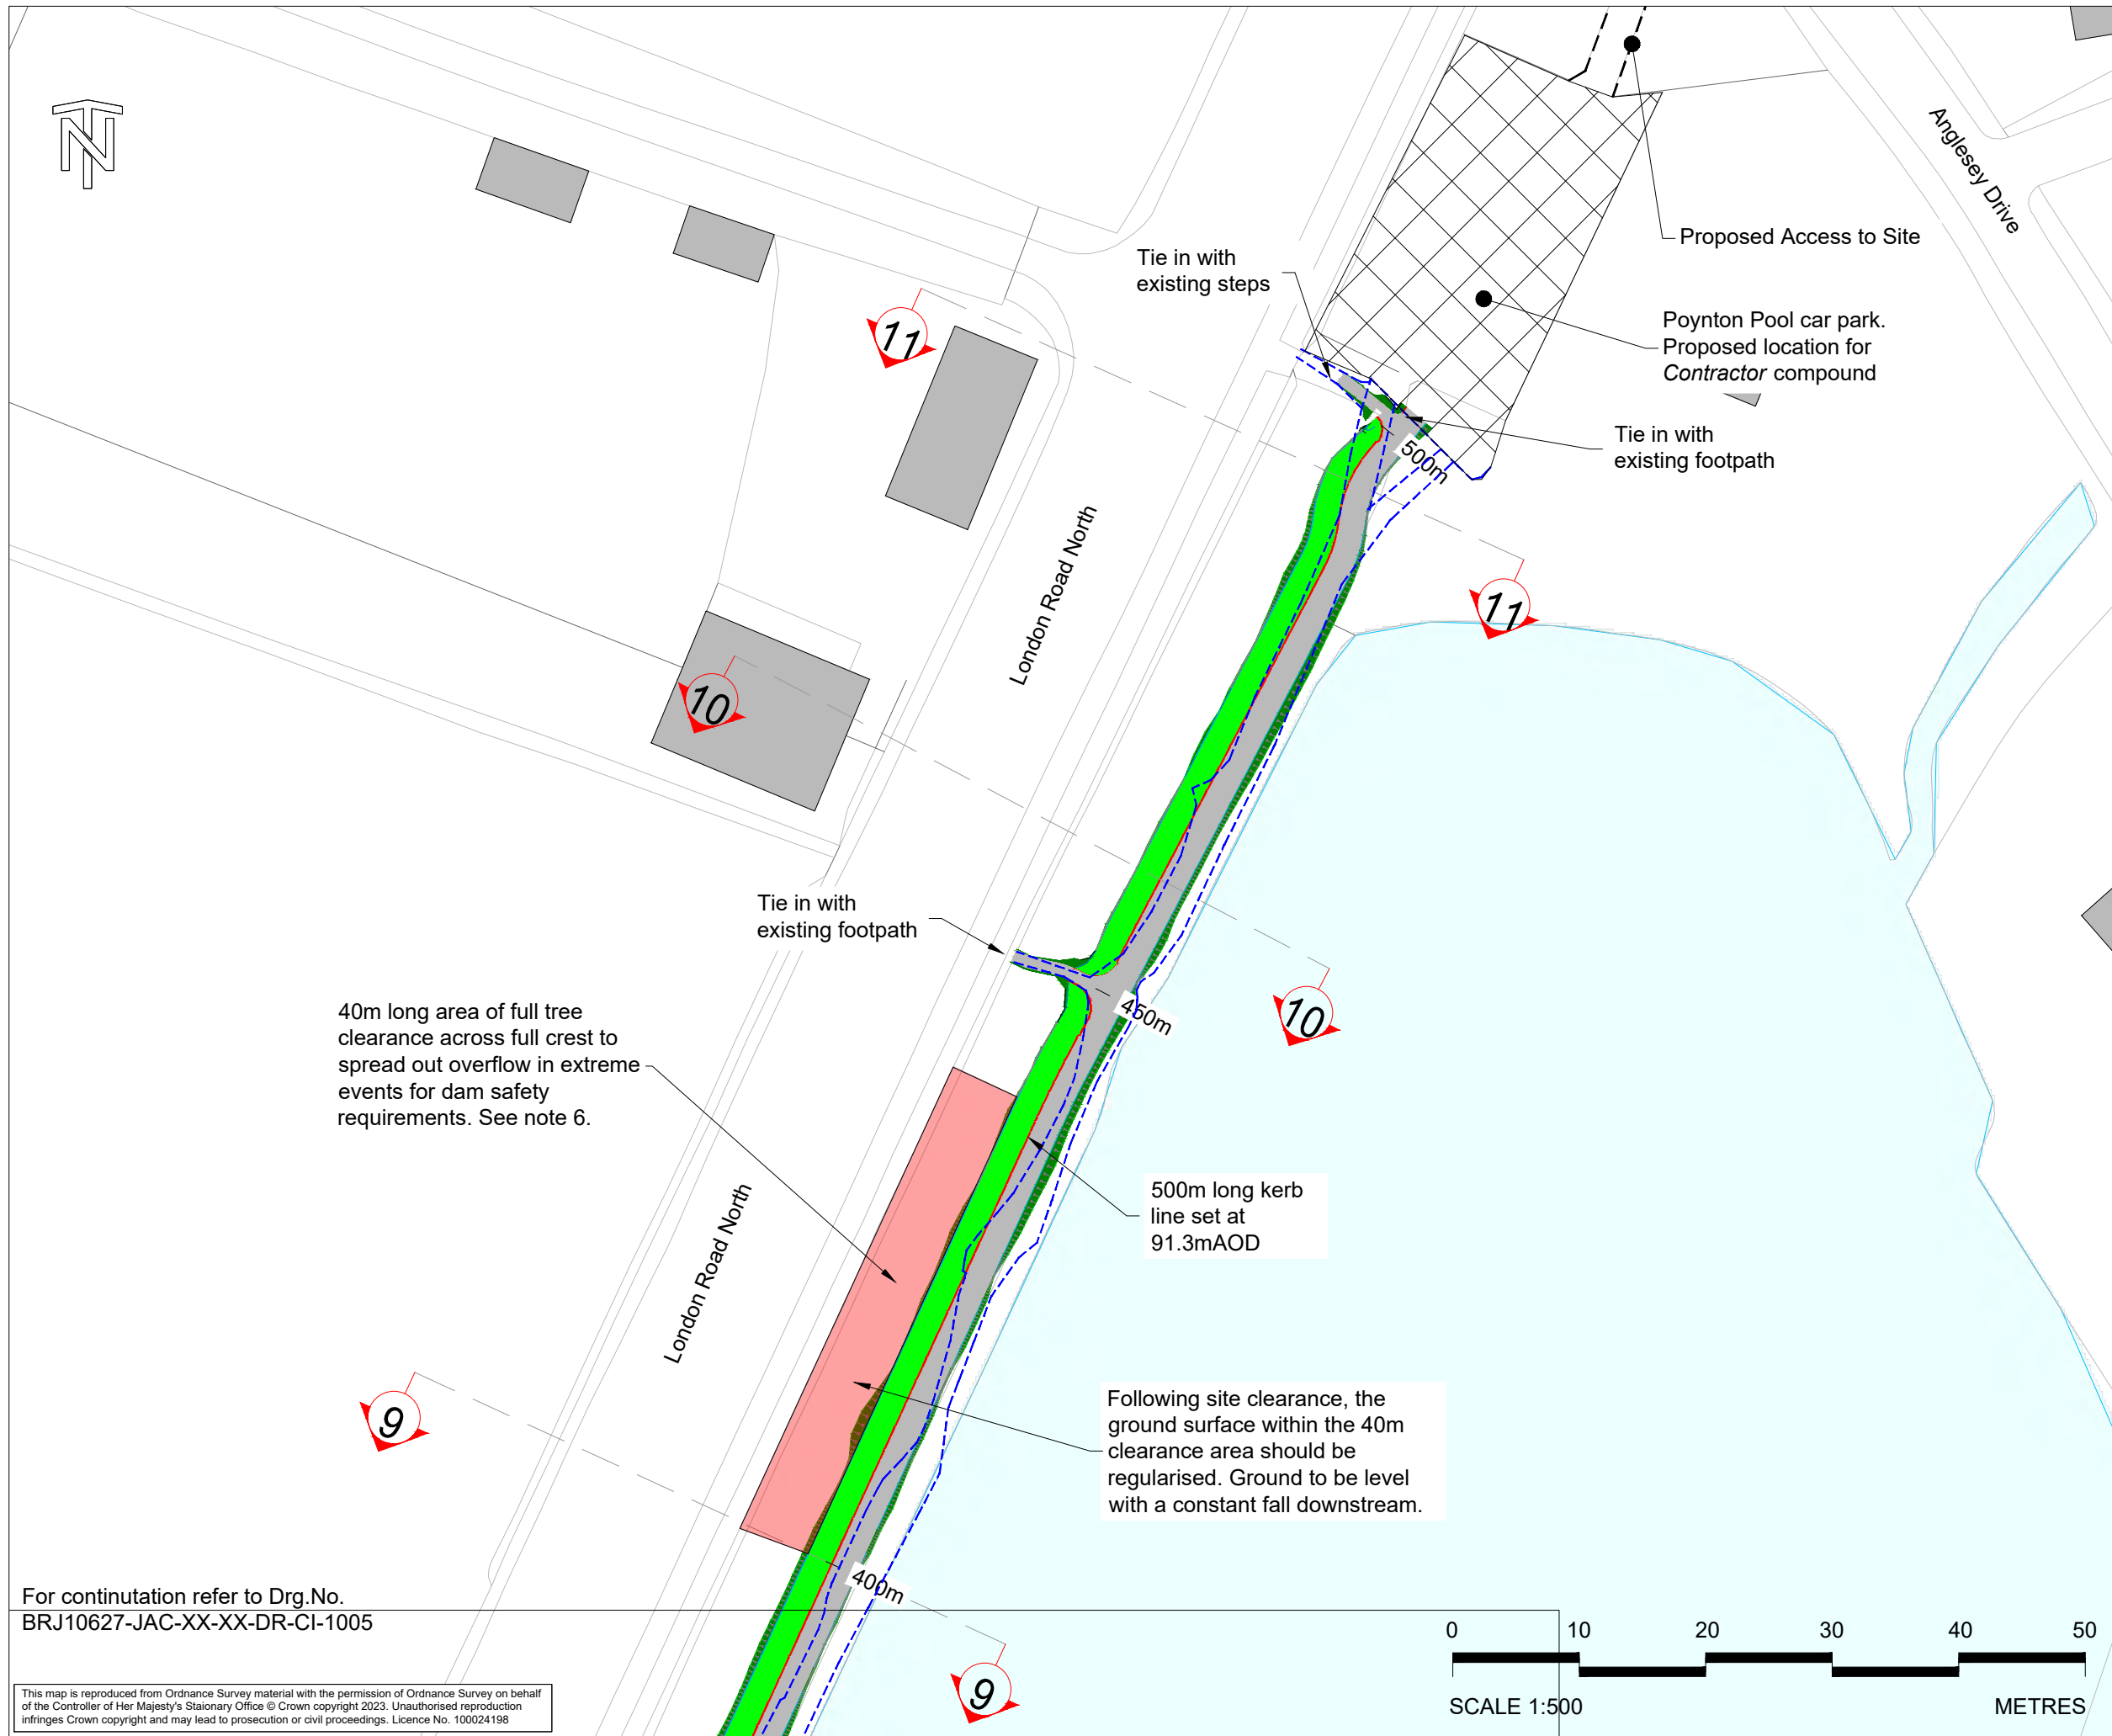 N
Anglesey Drive
Proposed Access to Site
Tie in with
existing steps
Poynton Pool car park.
Proposed location for
Contractor compound
11
Tie in with
existing footpath
500m
London Road North
11
10
Tie in with
existing footpath
450m
10
40m long area of full tree
clearance across full crest to
spread out overflow in extreme
events for dam safety
requirements. See note 6.
500m long kerb
line set at
91.3mAOD
London Road North
9
Following site clearance, the
ground surface within the 40m
clearance area should be
regularised. Ground to be level
with a constant fall downstream.
400m
For continutation refer to Drg.No.
BRJ10627-JAC-XX-XX-DR-CI-1005
9
0 10 20 30 40 50
SCALE 1:500 METRES
This map is reproduced from Ordnance Survey material with the permission of Ordnance Survey on behalf
of the Controller of Her Majesty's Staionary Office © Crown copyright 2023. Unauthorised reproduction
infringes Crown copyright and may lead to prosecution or civil proceedings. Licence No. 100024198